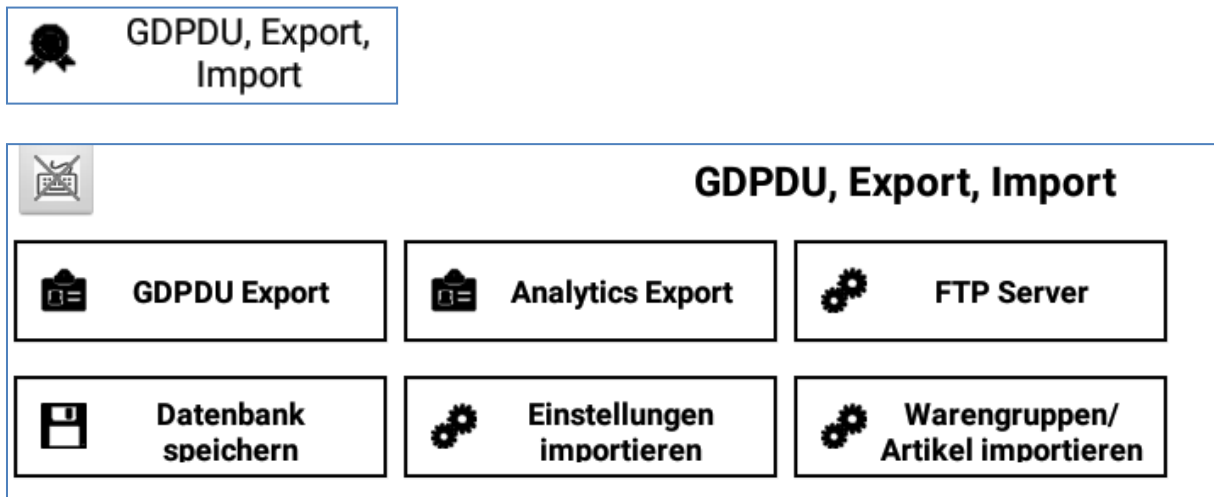 GDPDU, Export,
Import
GDPDU, Export, Import
GDPDU Export
Analytics Export
FTP Server
Datenbank
speichern
Einstellungen
importieren
Warengruppen/
Artikel importieren